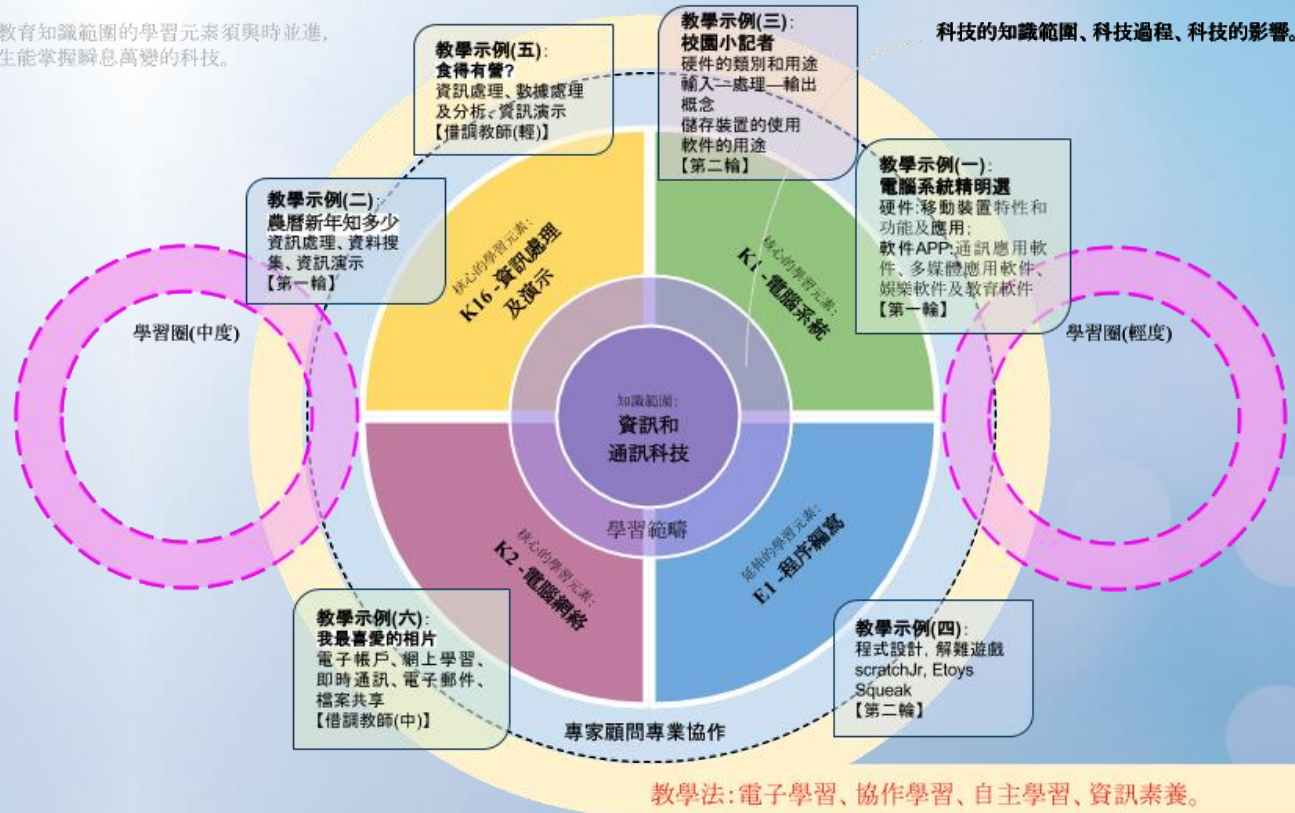 教育知識範圍的學習元素須與時並進,
生能掌握瞬息萬變的科技。
科技的知識範圍、科技過程、科技的影響。
教學示例(五):
食得有營?
資訊處理、數據處理
及分析、資訊演示
【借調教師(輕)】
教學示例(三):
校園小記者
硬件的類別和用途
輸入—處理—輸出
概念
儲存裝置的使用
軟件的用途
【第二輪】
教學示例(一):
電腦系統精明選
硬件:移動裝置特性和
功能及應用;
軟件APP:通訊應用軟
件、多媒體應用軟件、
娛樂軟件及教育軟件
【第一輪】
教學示例(二):
農曆新年知多少
資訊處理、資料搜
集、資訊演示
【第一輪】
核心的學習元素:
K16 -資訊處理
及演示
核心的學習元素:
K1 -電腦系統
學習圈(中度)
學習圈(輕度)
知識範圍:
資訊和
通訊科技
學習範疇
核心的學習元素:
K2 -電腦網絡
延伸的學習元素:
E1 -程序編寫
教學示例(六):
我最喜愛的相片
電子帳戶、網上學習、
即時通訊、電子郵件、
檔案共享
【借調教師(中)】
教學示例(四):
程式設計, 解難遊戲
scratchJr, Etoys
Squeak
【第二輪】
專家顧問專業協作
教學法:電子學習、協作學習、自主學習、資訊素養。